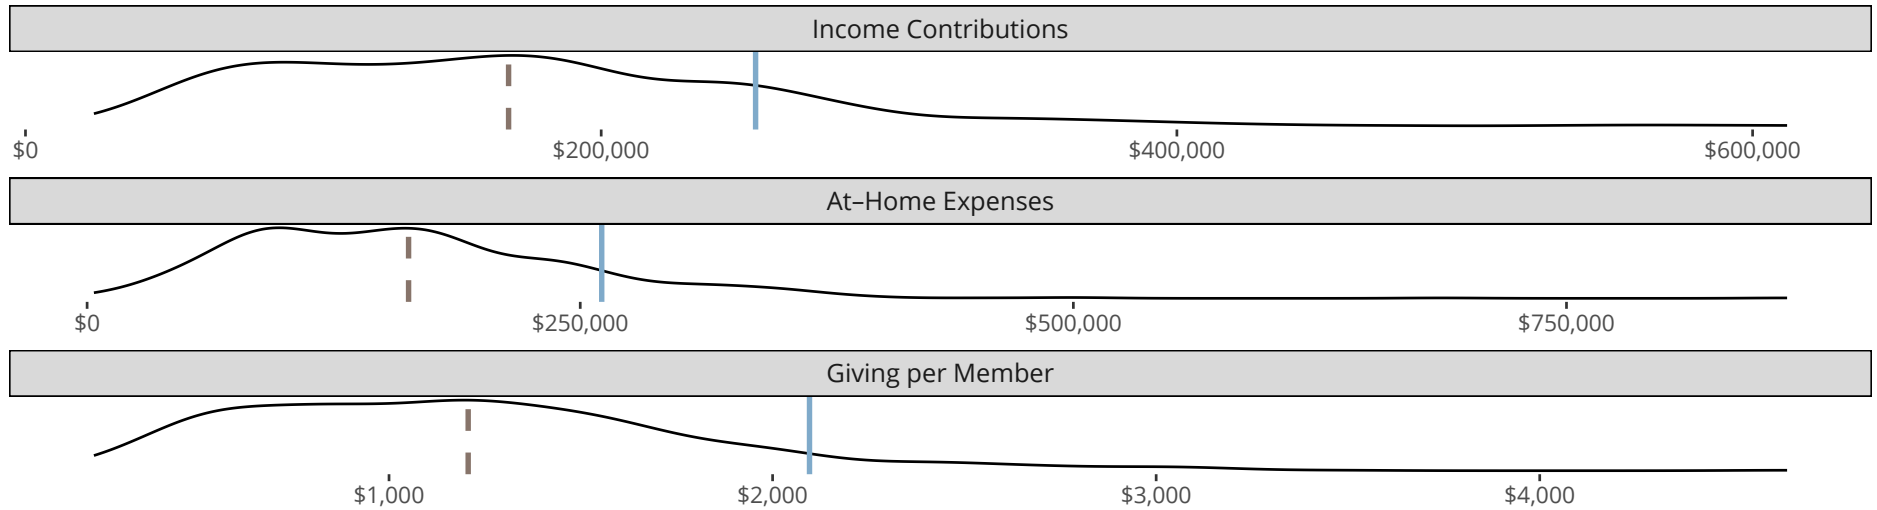 Income Contributions
$0 $200,000 $400,000 $600,000
At–Home Expenses
$0 $250,000 $500,000 $750,000
Giving per Member
$1,000 $2,000 $3,000 $4,000